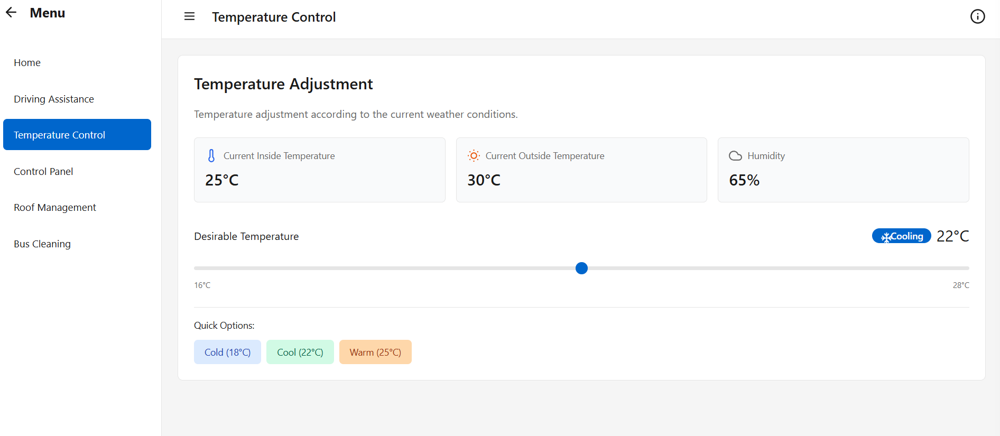 Menu
Home
Driving Assistance
Temperature Control
Control Panel
Roof Management
Bus Cleaning
Temperature Control
Temperature Adjustment
Temperature adjustment according to the current weather conditions.
Current Inside Temperature
25°C
Current Outside Temperature
30°C
Humidity
65%
Desirable Temperature
Cooling 22°C
16°C 28°C
Quick Options:
Cold (18°C) Cool (22°C) Warm (25°C)